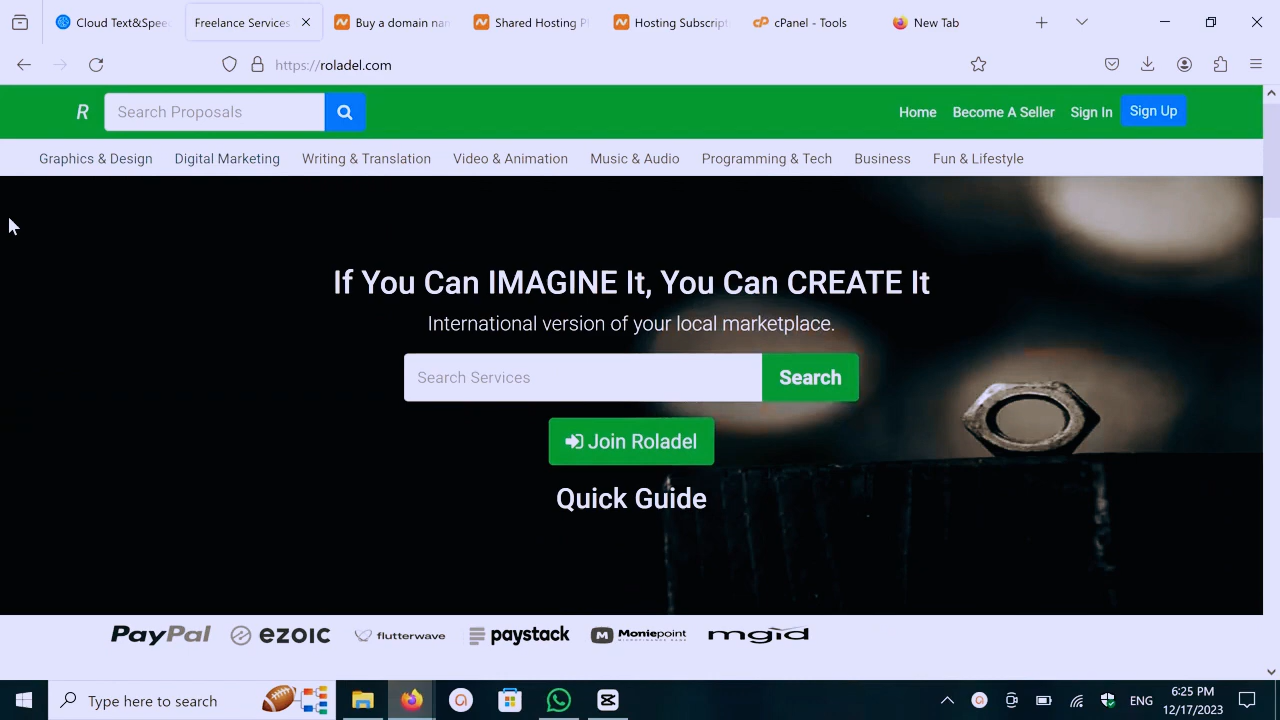 Cloud Text&Spee
Freelance Services
Buy a domain nan
Shared Hosting P
Hosting Subscript
cPanel - Tools
New Tab
https://roladel.com
R
Search Proposals
Home
Become A Seller
Sign In
Sign Up
Graphics & Design
Digital Marketing
Writing & Translation
Video & Animation
Music & Audio
Programming & Tech
Business
Fun & Lifestyle
If You Can IMAGINE It, You Can CREATE It
International version of your local marketplace.
Search Services
Search
Join Roladel
Quick Guide
PayPal
ezoic
flutterwave
paystack
Moniepoint
mgid
Type here to search
ENG
6:25 PM
12/17/2023